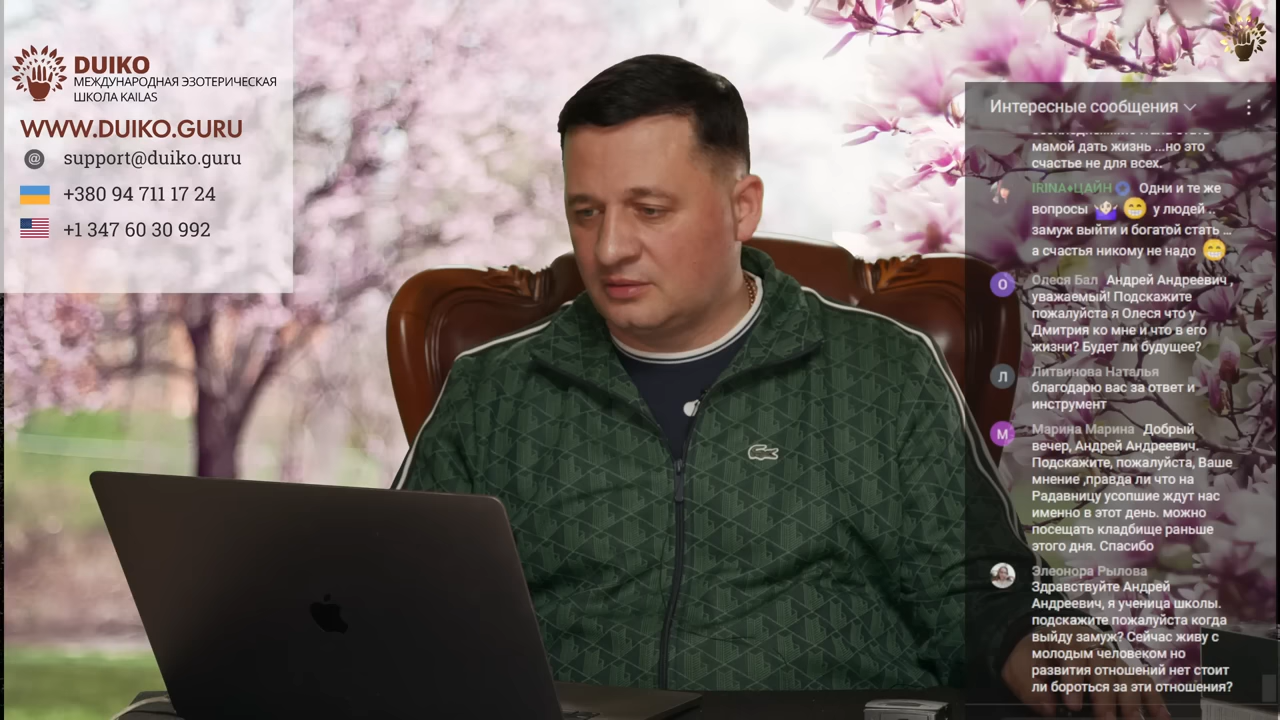 DUIKO
МЕЖДУНАРОДНАЯ ЭЗОТЕРИЧЕСКАЯ
ШКОЛА KAILAS
WWW.DUIKO.GURU
@ support@duiko.guru
+380 94 711 17 24
+1 347 60 30 992
Интересные сообщения
мамой дать жизнь ...но это
счастье не для всех.
IRINA♦ЦАЙН Одни и те же
вопросы 🤷🏻‍♀️ 😁 у людей ..
замуж выйти и богатой стать ...
а счастья никому не надо 😁
О Олеся Бал Андрей Андреевич ,
уважаемый! Подскажите
пожалуйста я Олеся что у
Дмитрия ко мне и что в его
жизни? Будет ли будущее?
Л Литвинова Наталья
благодарю вас за ответ и
инструмент
М Марина Марина Добрый
вечер, Андрей Андреевич.
Подскажите, пожалуйста, Ваше
мнение ,правда ли что на
Радавницу усопшие ждут нас
именно в этот день. можно
посещать кладбище раньше
этого дня. Спасибо
Элеонора Рылова
Здравствуйте Андрей
Андреевич, я ученица школы.
подскажите пожалуйста когда
выйду замуж? Сейчас живу с
молодым человеком но
развития отношений нет стоит
ли бороться за эти отношения?